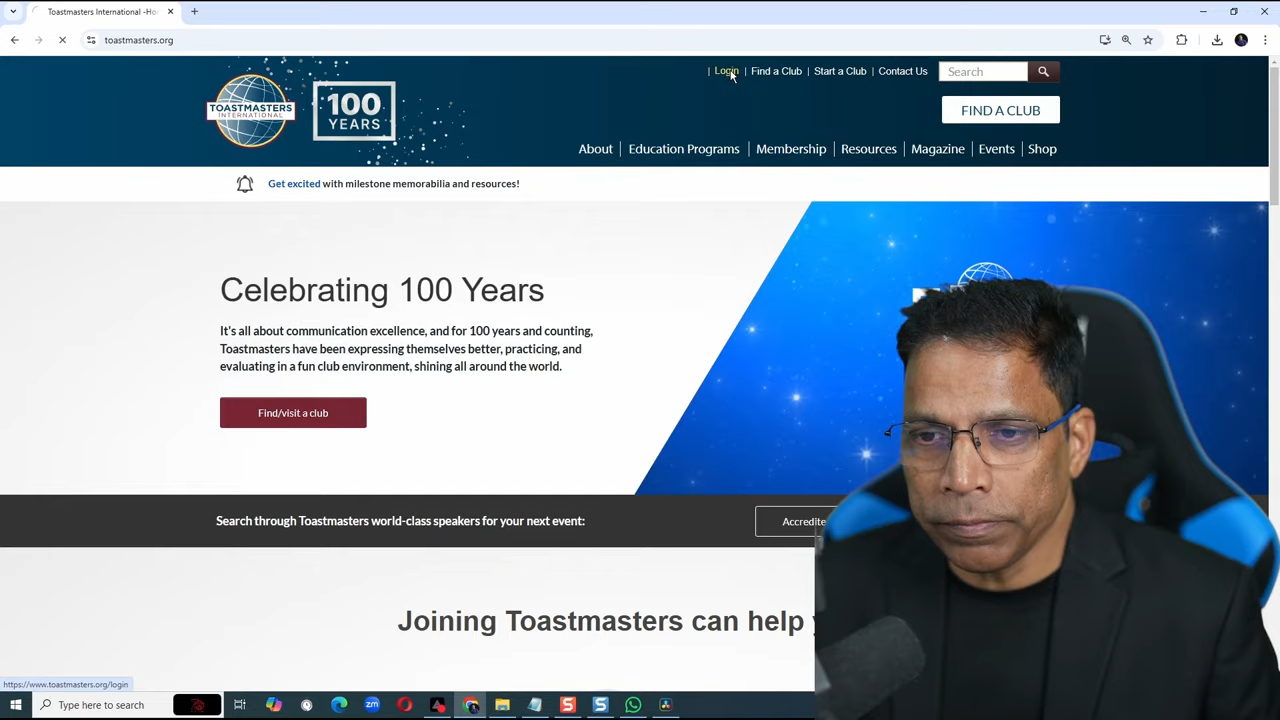 Toastmasters International -Ho
toastmasters.org
| Login | Find a Club | Start a Club | Contact Us
Search
TOASTMASTERS
INTERNATIONAL
100
YEARS
FIND A CLUB
About | Education Programs | Membership | Resources | Magazine | Events | Shop
Get excited with milestone memorabilia and resources!
Celebrating 100 Years
It's all about communication excellence, and for 100 years and counting,
Toastmasters have been expressing themselves better, practicing, and
evaluating in a fun club environment, shining all around the world.
Find/visit a club
Search through Toastmasters world-class speakers for your next event:
Accredite
Joining Toastmasters can help
https://www.toastmasters.org/login
Type here to search
zm